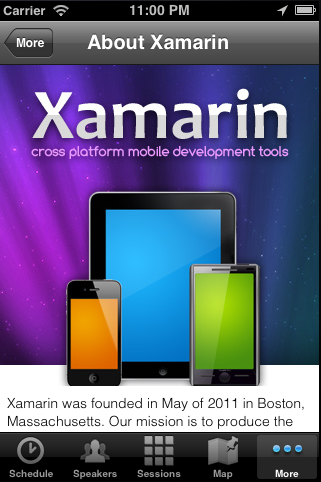 Carrier 11:00 PM
More About Xamarin
Xamarin
cross platform mobile development tools
Xamarin was founded in May of 2011 in Boston,
Massachusetts. Our mission is to produce the
Schedule Speakers Sessions Map More